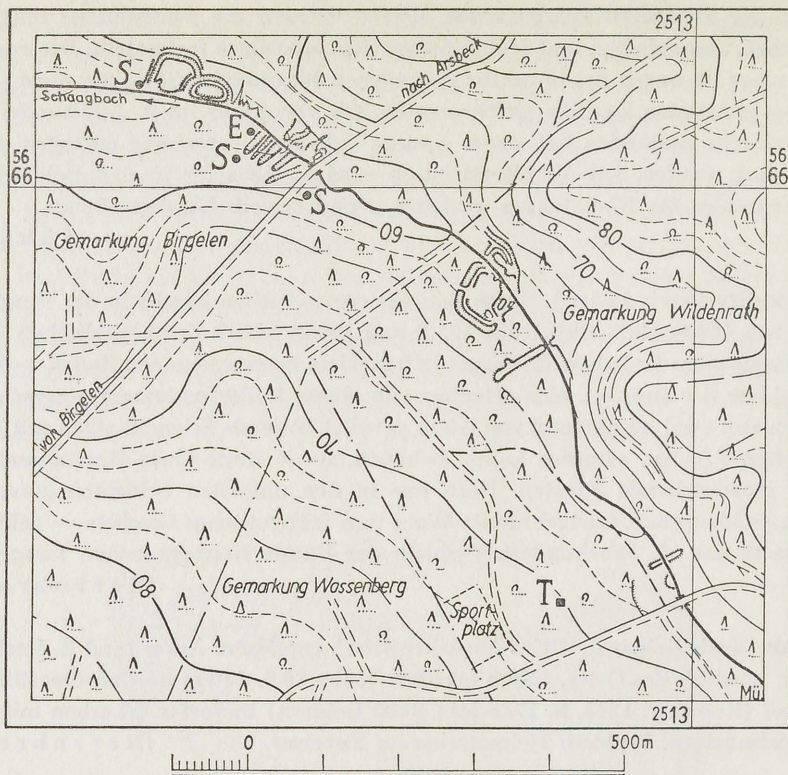 2513
nach Arsbeck
S
Schaagbach
E
S
56
66
56
66
S
60
80
Gemarkung Birgelen
70
Gemarkung Wildenrath
von Birgelen
70
80
Gemarkung Wassenberg
T
Sport-
platz
Mü.
2513
0
500m